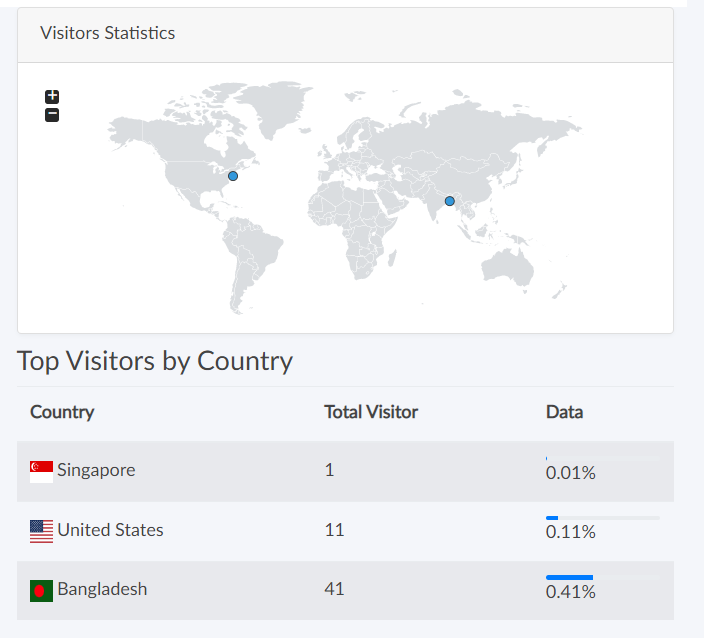 Visitors Statistics
+
−
Top Visitors by Country
Country Total Visitor Data
Singapore 1 0.01%
United States 11 0.11%
Bangladesh 41 0.41%